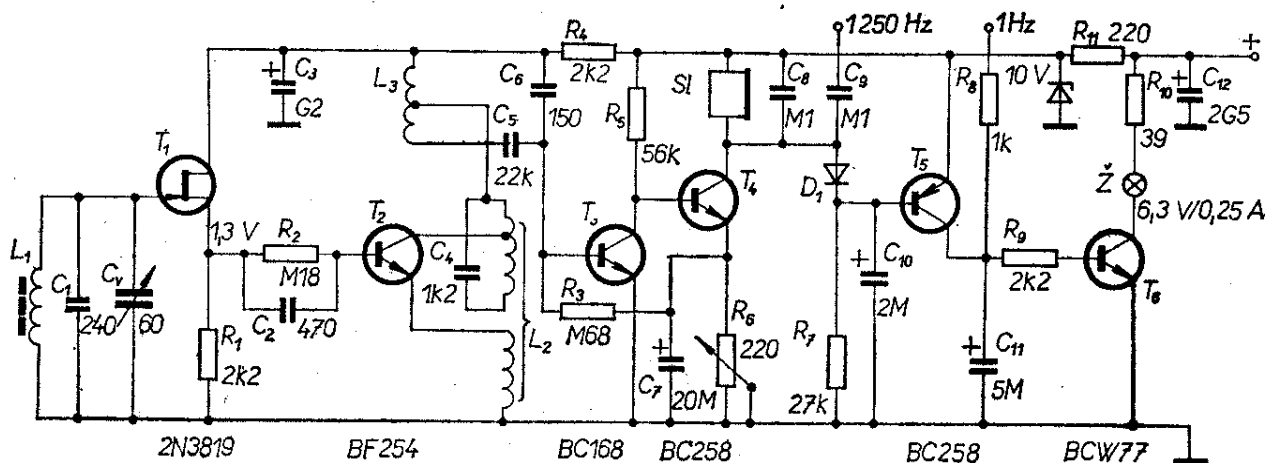 1250 Hz
1Hz
R₄
2k2
R₁₁ 220
+
+
C₃
G2
L₃
C₆
150
C₅
22k
R₅
56k
Sl
C₈
M1
C₉
M1
R₈
1k
10 V
R₁₀
39
+
C₁₂
2G5
T₁
T₂
T₃
T₄
D₁
T₅
Ž
6,3 V/0,25 A
1,3 V
R₂
M18
C₂
470
L₁
C₁
240
Cᵥ
60
R₁
2k2
C₄
1k2
L₂
R₃
M68
+
C₇
20M
R₆
220
R₇
27k
+
C₁₀
2M
R₉
2k2
T₆
+
C₁₁
5M
2N3819
BF254
BC168
BC258
BC258
BCW77